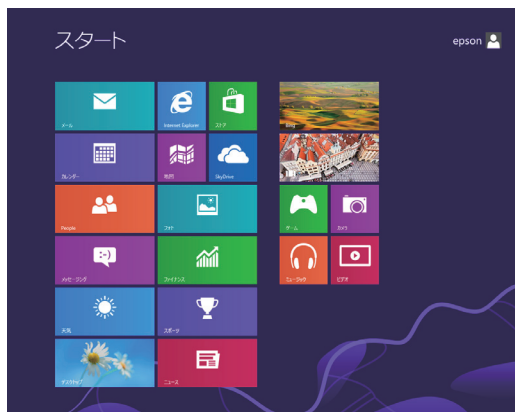 スタート
epson
メール
Internet Explorer
ストア
カレンダー
地図
SkyDrive
People
フォト
メッセージング
ファイナンス
天気
スポーツ
デスクトップ
ニュース
Bing
ゲーム
カメラ
ミュージック
ビデオ